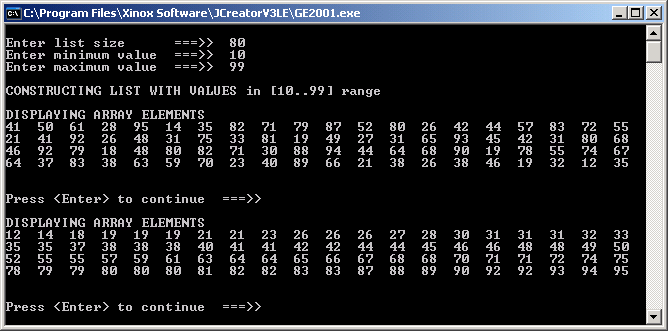 C:\Program Files\Xinox Software\JCreatorV3LE\GE2001.exe
Enter list size ===>> 80
Enter minimum value ===>> 10
Enter maximum value ===>> 99
CONSTRUCTING LIST WITH VALUES in [10..99] range
DISPLAYING ARRAY ELEMENTS
41 50 61 28 95 14 35 82 71 79 87 52 80 26 42 44 57 83 72 55
21 41 92 26 48 31 75 33 81 19 49 27 31 65 93 45 42 31 80 68
46 92 79 18 48 80 82 71 30 88 94 44 64 68 90 19 78 55 74 67
64 37 83 38 63 59 70 23 40 89 66 21 38 26 38 46 19 32 12 35
Press <Enter> to continue ===>>
DISPLAYING ARRAY ELEMENTS
12 14 18 19 19 19 21 21 23 26 26 26 27 28 30 31 31 31 32 33
35 35 37 38 38 38 40 41 41 42 42 44 44 45 46 46 48 48 49 50
52 55 55 57 59 61 63 64 64 65 66 67 68 68 70 71 71 72 74 75
78 79 79 80 80 80 81 82 82 83 83 87 88 89 90 92 92 93 94 95
Press <Enter> to continue ===>>